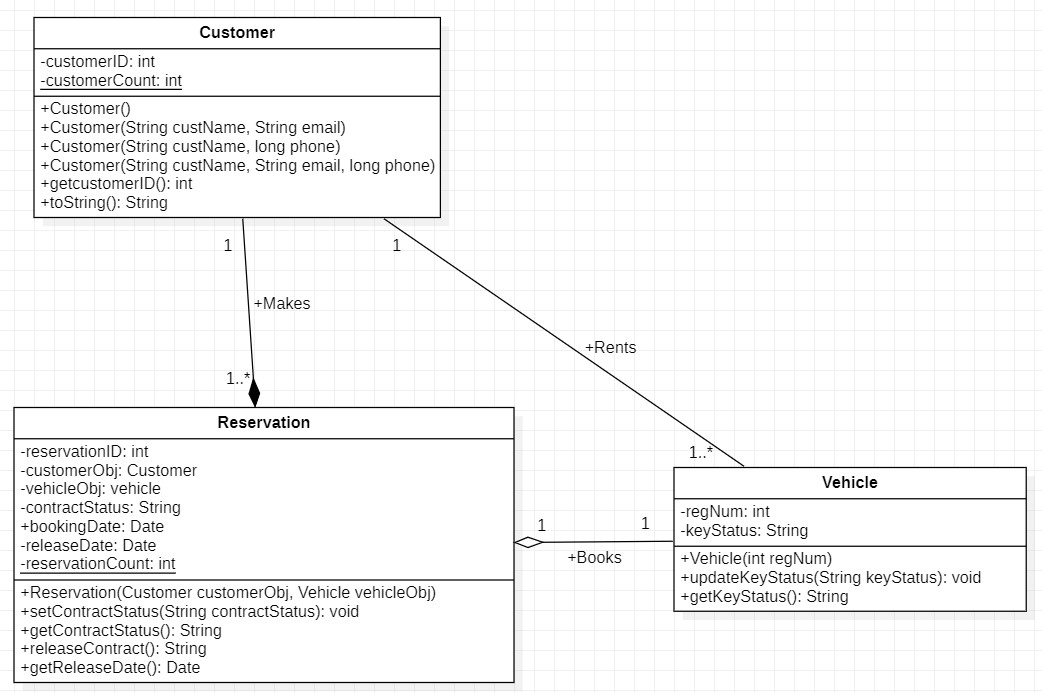 Customer
-customerID: int
-customerCount: int
+Customer()
+Customer(String custName, String email)
+Customer(String custName, long phone)
+Customer(String custName, String email, long phone)
+getcustomerID(): int
+toString(): String
1
1
+Makes
+Rents
1..*
1..*
Reservation
-reservationID: int
-customerObj: Customer
-vehicleObj: vehicle
-contractStatus: String
+bookingDate: Date
-releaseDate: Date
-reservationCount: int
+Reservation(Customer customerObj, Vehicle vehicleObj)
+setContractStatus(String contractStatus): void
+getContractStatus(): String
+releaseContract(): String
+getReleaseDate(): Date
1
1
+Books
Vehicle
-regNum: int
-keyStatus: String
+Vehicle(int regNum)
+updateKeyStatus(String keyStatus): void
+getKeyStatus(): String